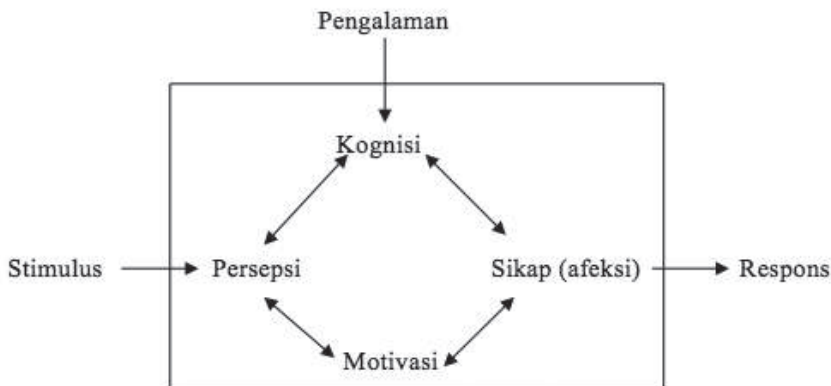 Pengalaman
Kognisi
Stimulus
Persepsi
Sikap (afeksi)
Respons
Motivasi